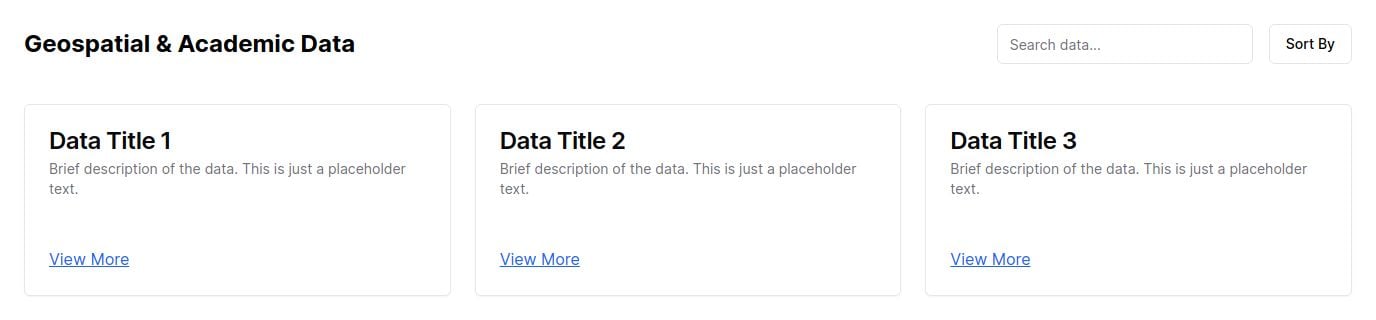 Geospatial & Academic Data
Search data...
Sort By
Data Title 1
Brief description of the data. This is just a placeholder
text.
View More
Data Title 2
Brief description of the data. This is just a placeholder
text.
View More
Data Title 3
Brief description of the data. This is just a placeholder
text.
View More